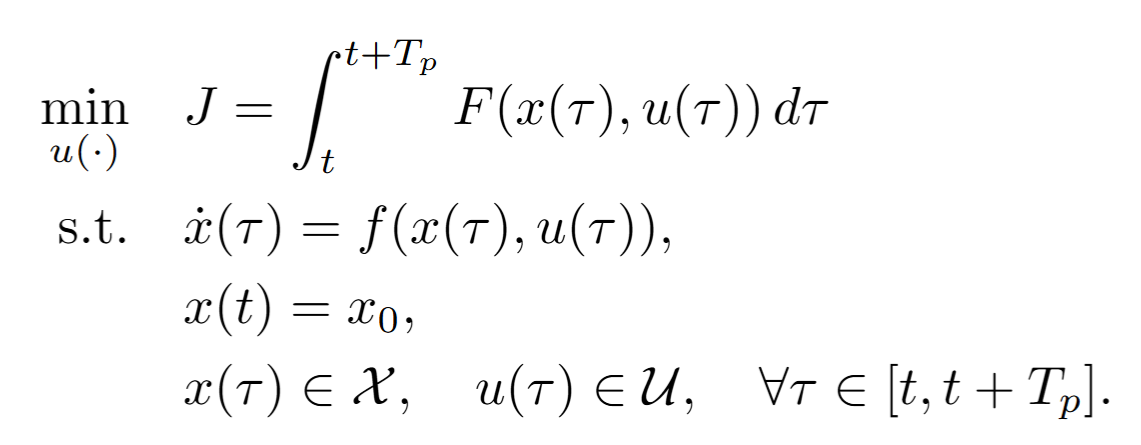 min_{u(·)} J = ∫_t^{t+T_p} F(x(τ), u(τ)) dτ
s.t. ẋ(τ) = f(x(τ), u(τ)),
x(t) = x_0,
x(τ) ∈ 𝒳, u(τ) ∈ 𝒰, ∀τ ∈ [t, t + T_p].